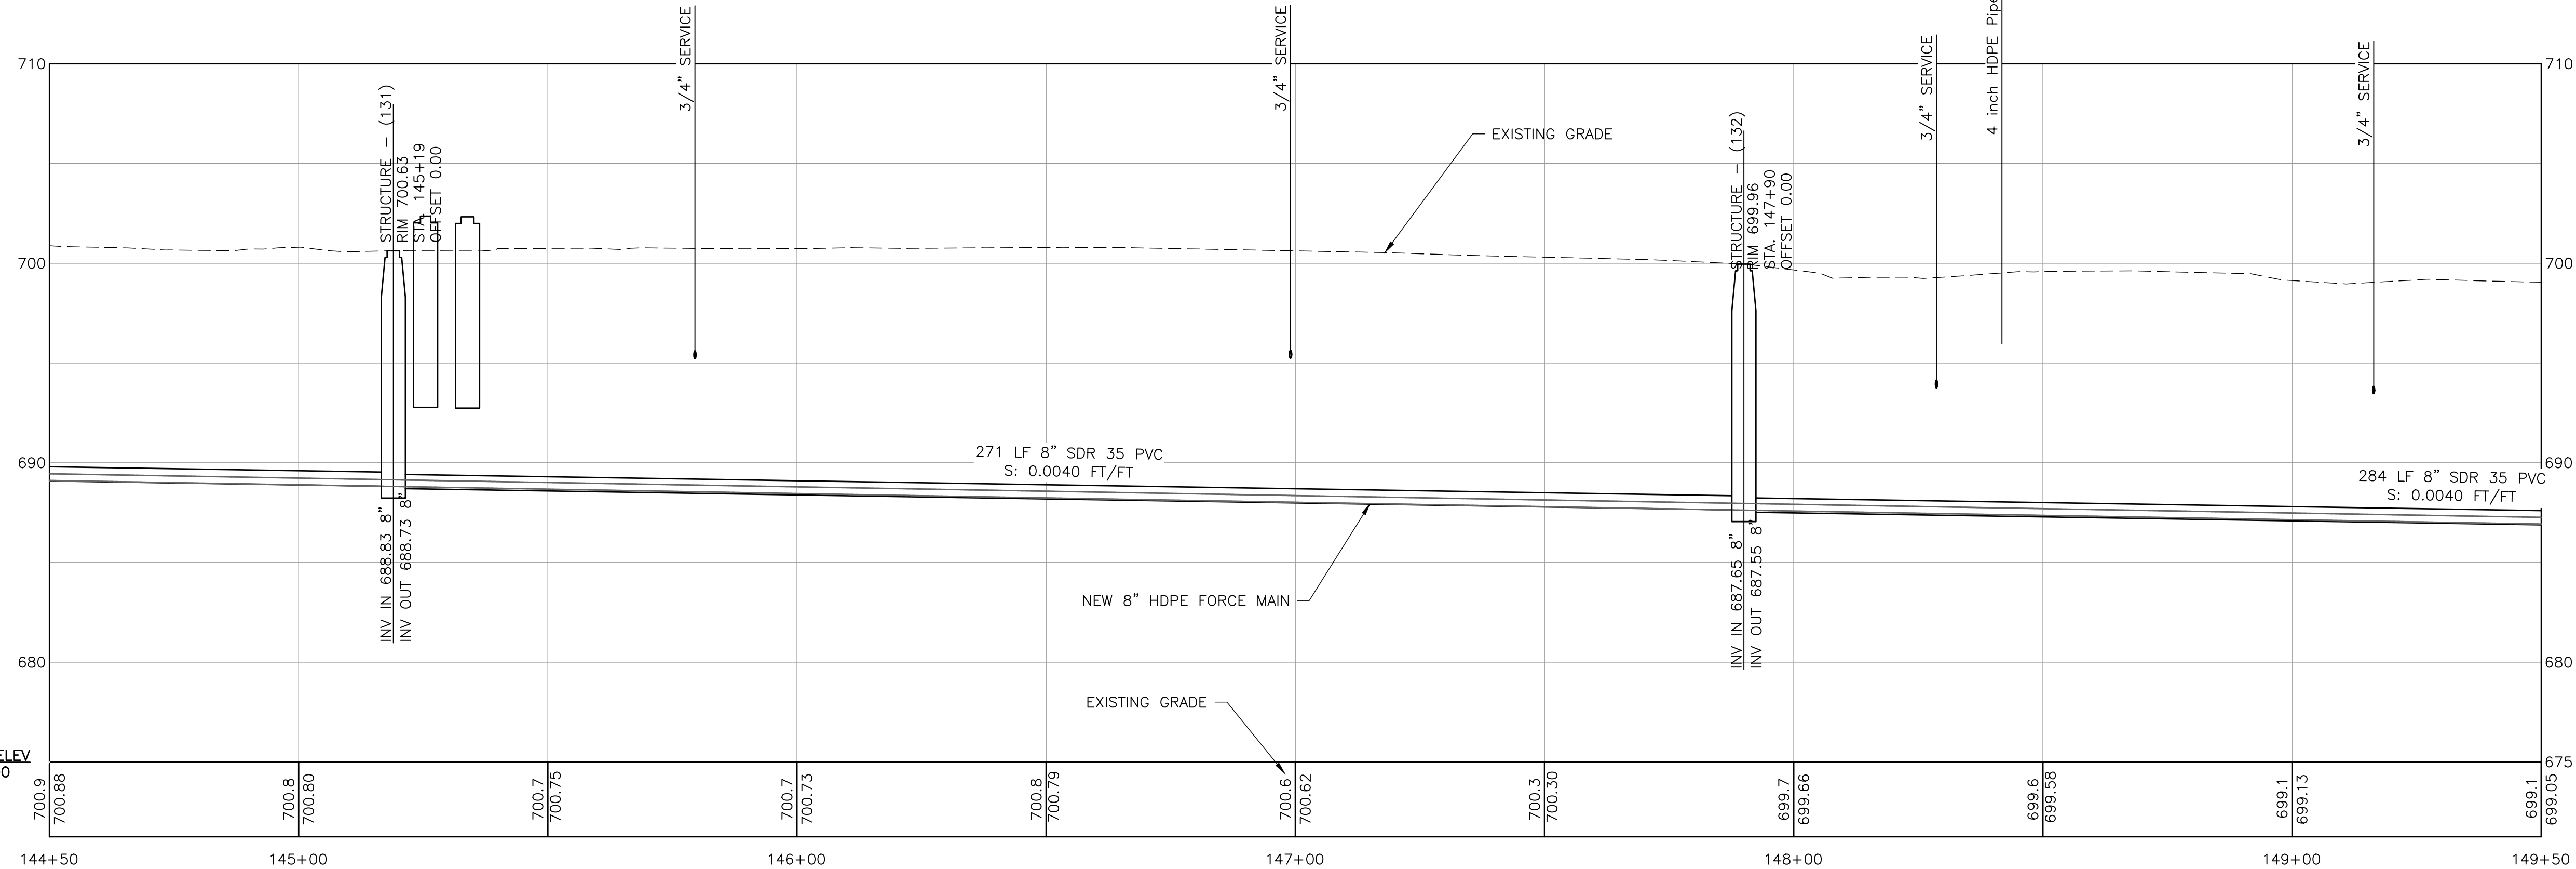 3/4" SERVICE
3/4" SERVICE
3/4" SERVICE
4 inch HDPE Pipe
3/4" SERVICE
710
710
STRUCTURE - (131)
RIM 700.63
STA. 145+19
OFFSET 0.00
EXISTING GRADE
STRUCTURE - (132)
RIM 699.96
STA. 147+90
OFFSET 0.00
700
700
690
690
271 LF 8" SDR 35 PVC
S: 0.0040 FT/FT
284 LF 8" SDR 35 PVC
S: 0.0040 FT/FT
INV IN 688.83 8"
INV OUT 688.73 8"
NEW 8" HDPE FORCE MAIN
INV IN 687.65 8"
INV OUT 687.55 8"
680
680
EXISTING GRADE
ELEV
0
675
700.9
700.88
700.8
700.80
700.7
700.75
700.7
700.73
700.8
700.79
700.6
700.62
700.3
700.30
699.7
699.66
699.6
699.58
699.1
699.13
699.1
699.05
144+50
145+00
146+00
147+00
148+00
149+00
149+50